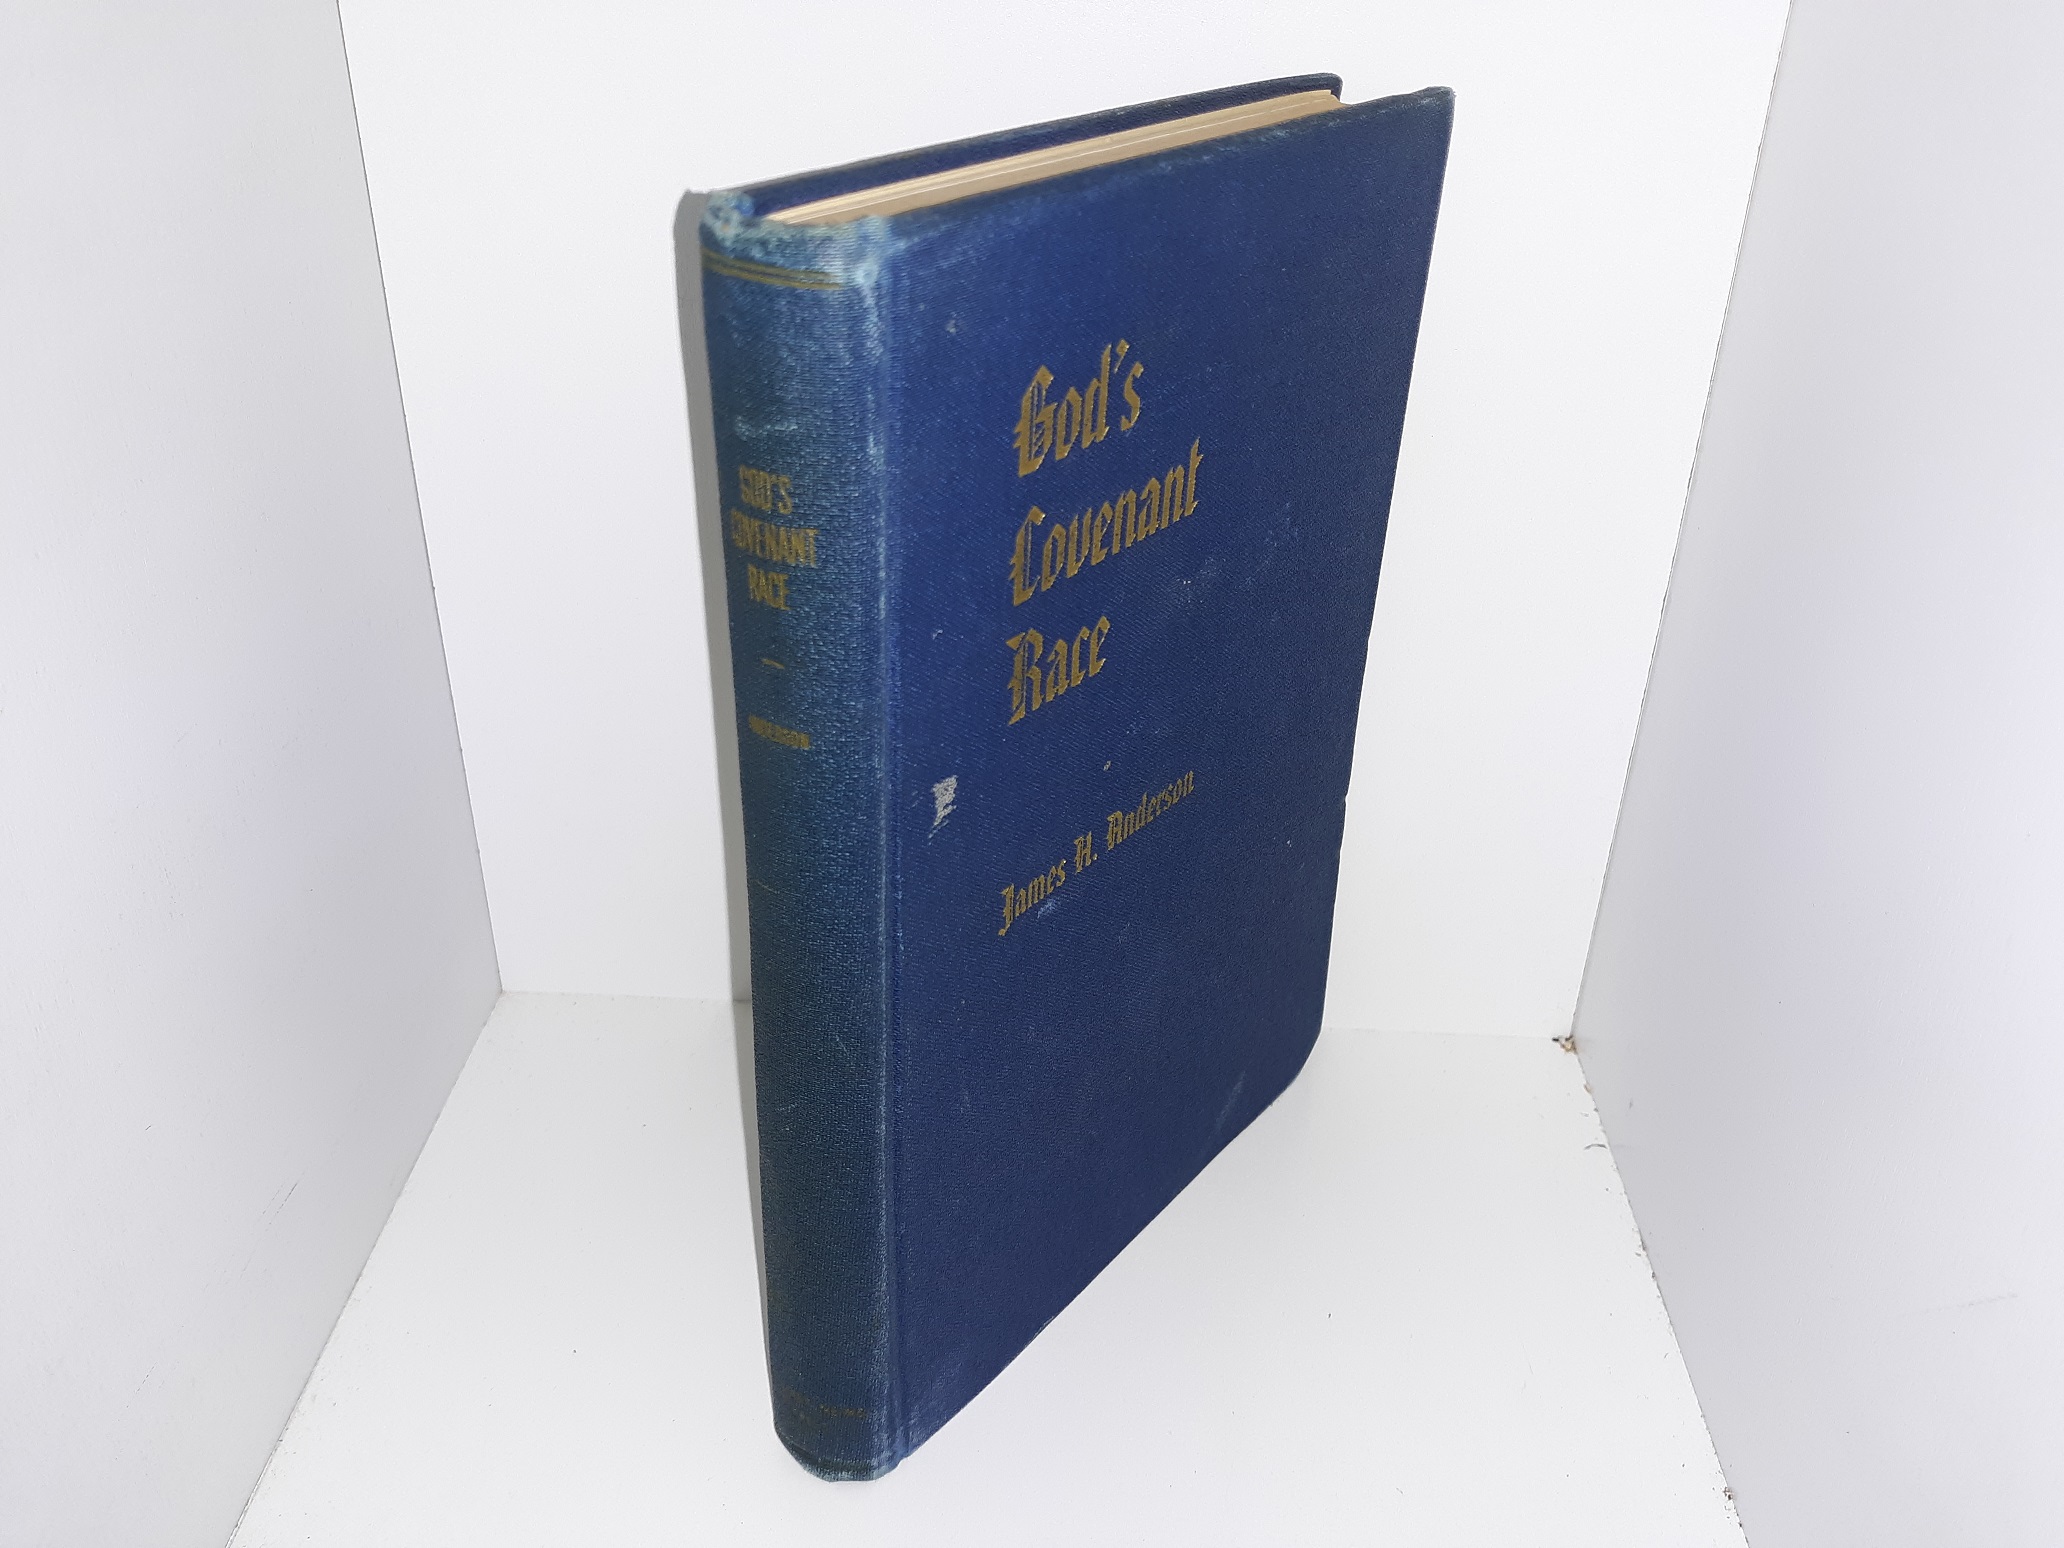 GOD'S
COVENANT
RACE
ANDERSON
God's
Covenant
Race
James H. Anderson